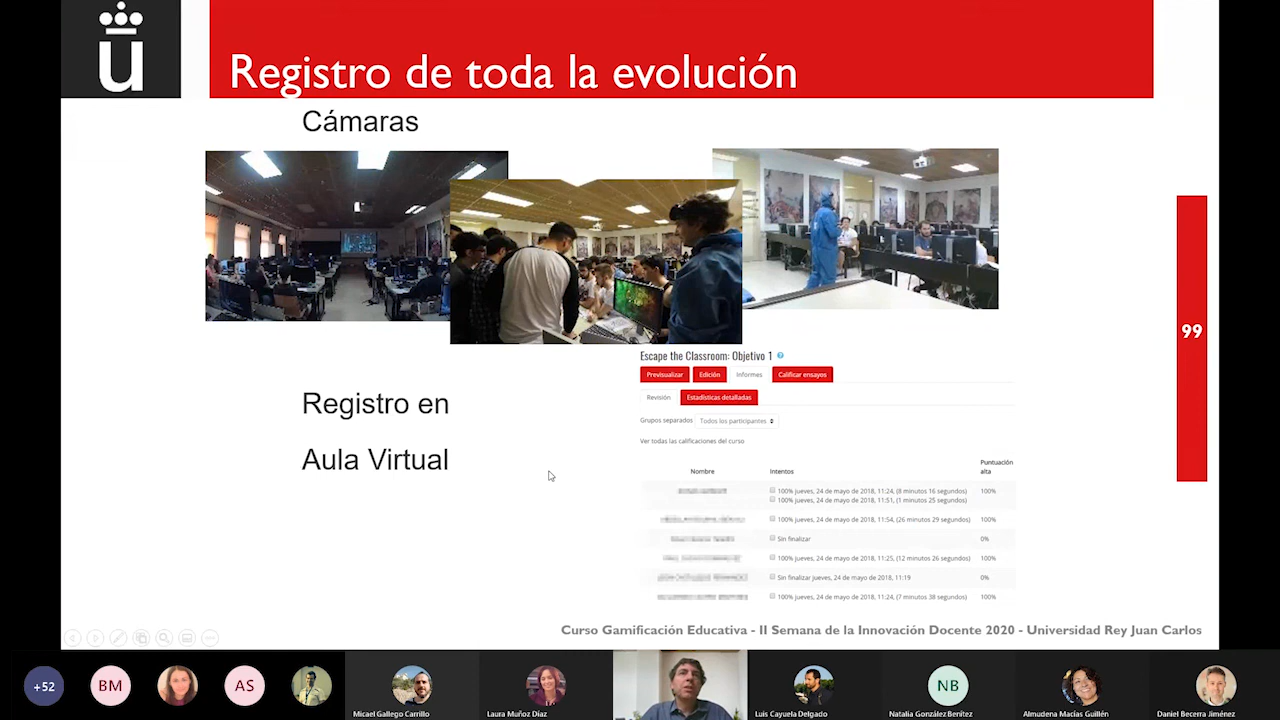 Registro de toda la evolución
Cámaras
99
Escape the Classroom: Objetivo 1
Previsualizar Edición Informes Calificar ensayos
Revisión Estadísticas detalladas
Registro en
Aula Virtual
Grupos separados Todos los participantes
Ver todas las calificaciones del curso
Nombre Intentos Puntuación alta
100% jueves, 24 de mayo de 2018, 11:24, (8 minutos 16 segundos) 100%
100% jueves, 24 de mayo de 2018, 11:51, (1 minutos 25 segundos)
100% jueves, 24 de mayo de 2018, 11:54, (26 minutos 29 segundos) 100%
Sin finalizar 0%
100% jueves, 24 de mayo de 2018, 11:25, (12 minutos 26 segundos) 100%
Sin finalizar jueves, 24 de mayo de 2018, 11:19 0%
100% jueves, 24 de mayo de 2018, 11:24, (7 minutos 38 segundos) 100%
Curso Gamificación Educativa - II Semana de la Innovación Docente 2020 - Universidad Rey Juan Carlos
+52 BM AS NB
Micael Gallego Carrillo Laura Muñoz Díaz Luis Cayuela Delgado Natalia González Benítez Almudena Macías Guillén Daniel Becerra Jiménez